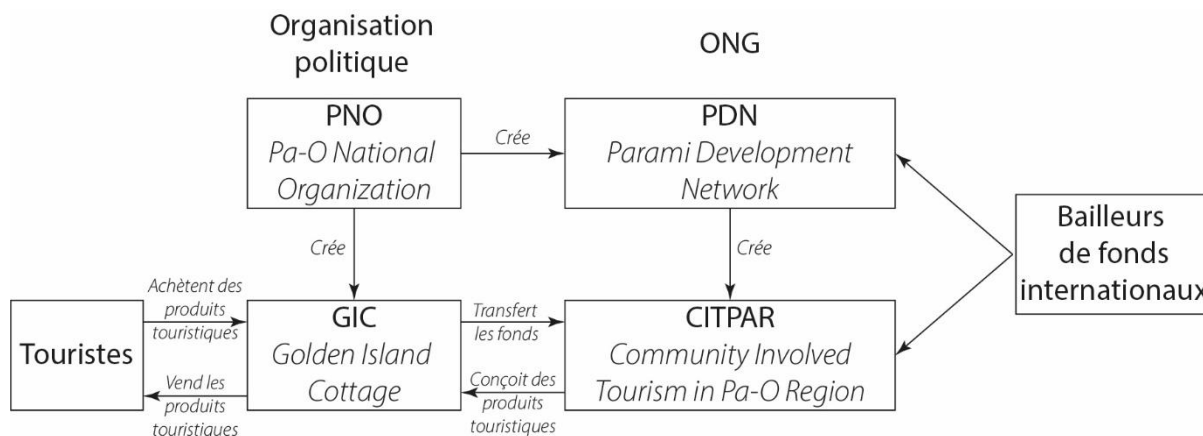 Organisation
politique
ONG
PNO
Pa-O National
Organization
Crée
PDN
Parami Development
Network
Bailleurs
de fonds
internationaux
Crée
Crée
Touristes
Achètent des
produits
touristiques
Vend les
produits
touristiques
GIC
Golden Island
Cottage
Transfert
les fonds
Conçoit des
produits
touristiques
CITPAR
Community Involved
Tourism in Pa-O Region